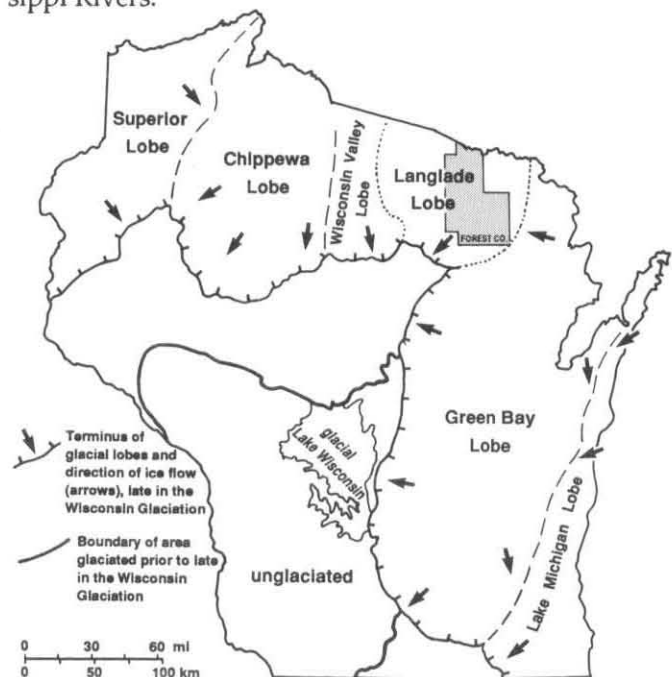 sippi Rivers.
Superior
Lobe
Chippewa
Lobe
Wisconsin Valley
Lobe
Langlade
Lobe
FOREST CO.
Green Bay
Lobe
Lake Michigan Lobe
glacial
Lake Wisconsin
unglaciated
Terminus of
glacial lobes and
direction of ice flow
(arrows), late in the
Wisconsin Glaciation
Boundary of area
glaciated prior to late
in the Wisconsin
Glaciation
0 30 60 mi
0 50 100 km